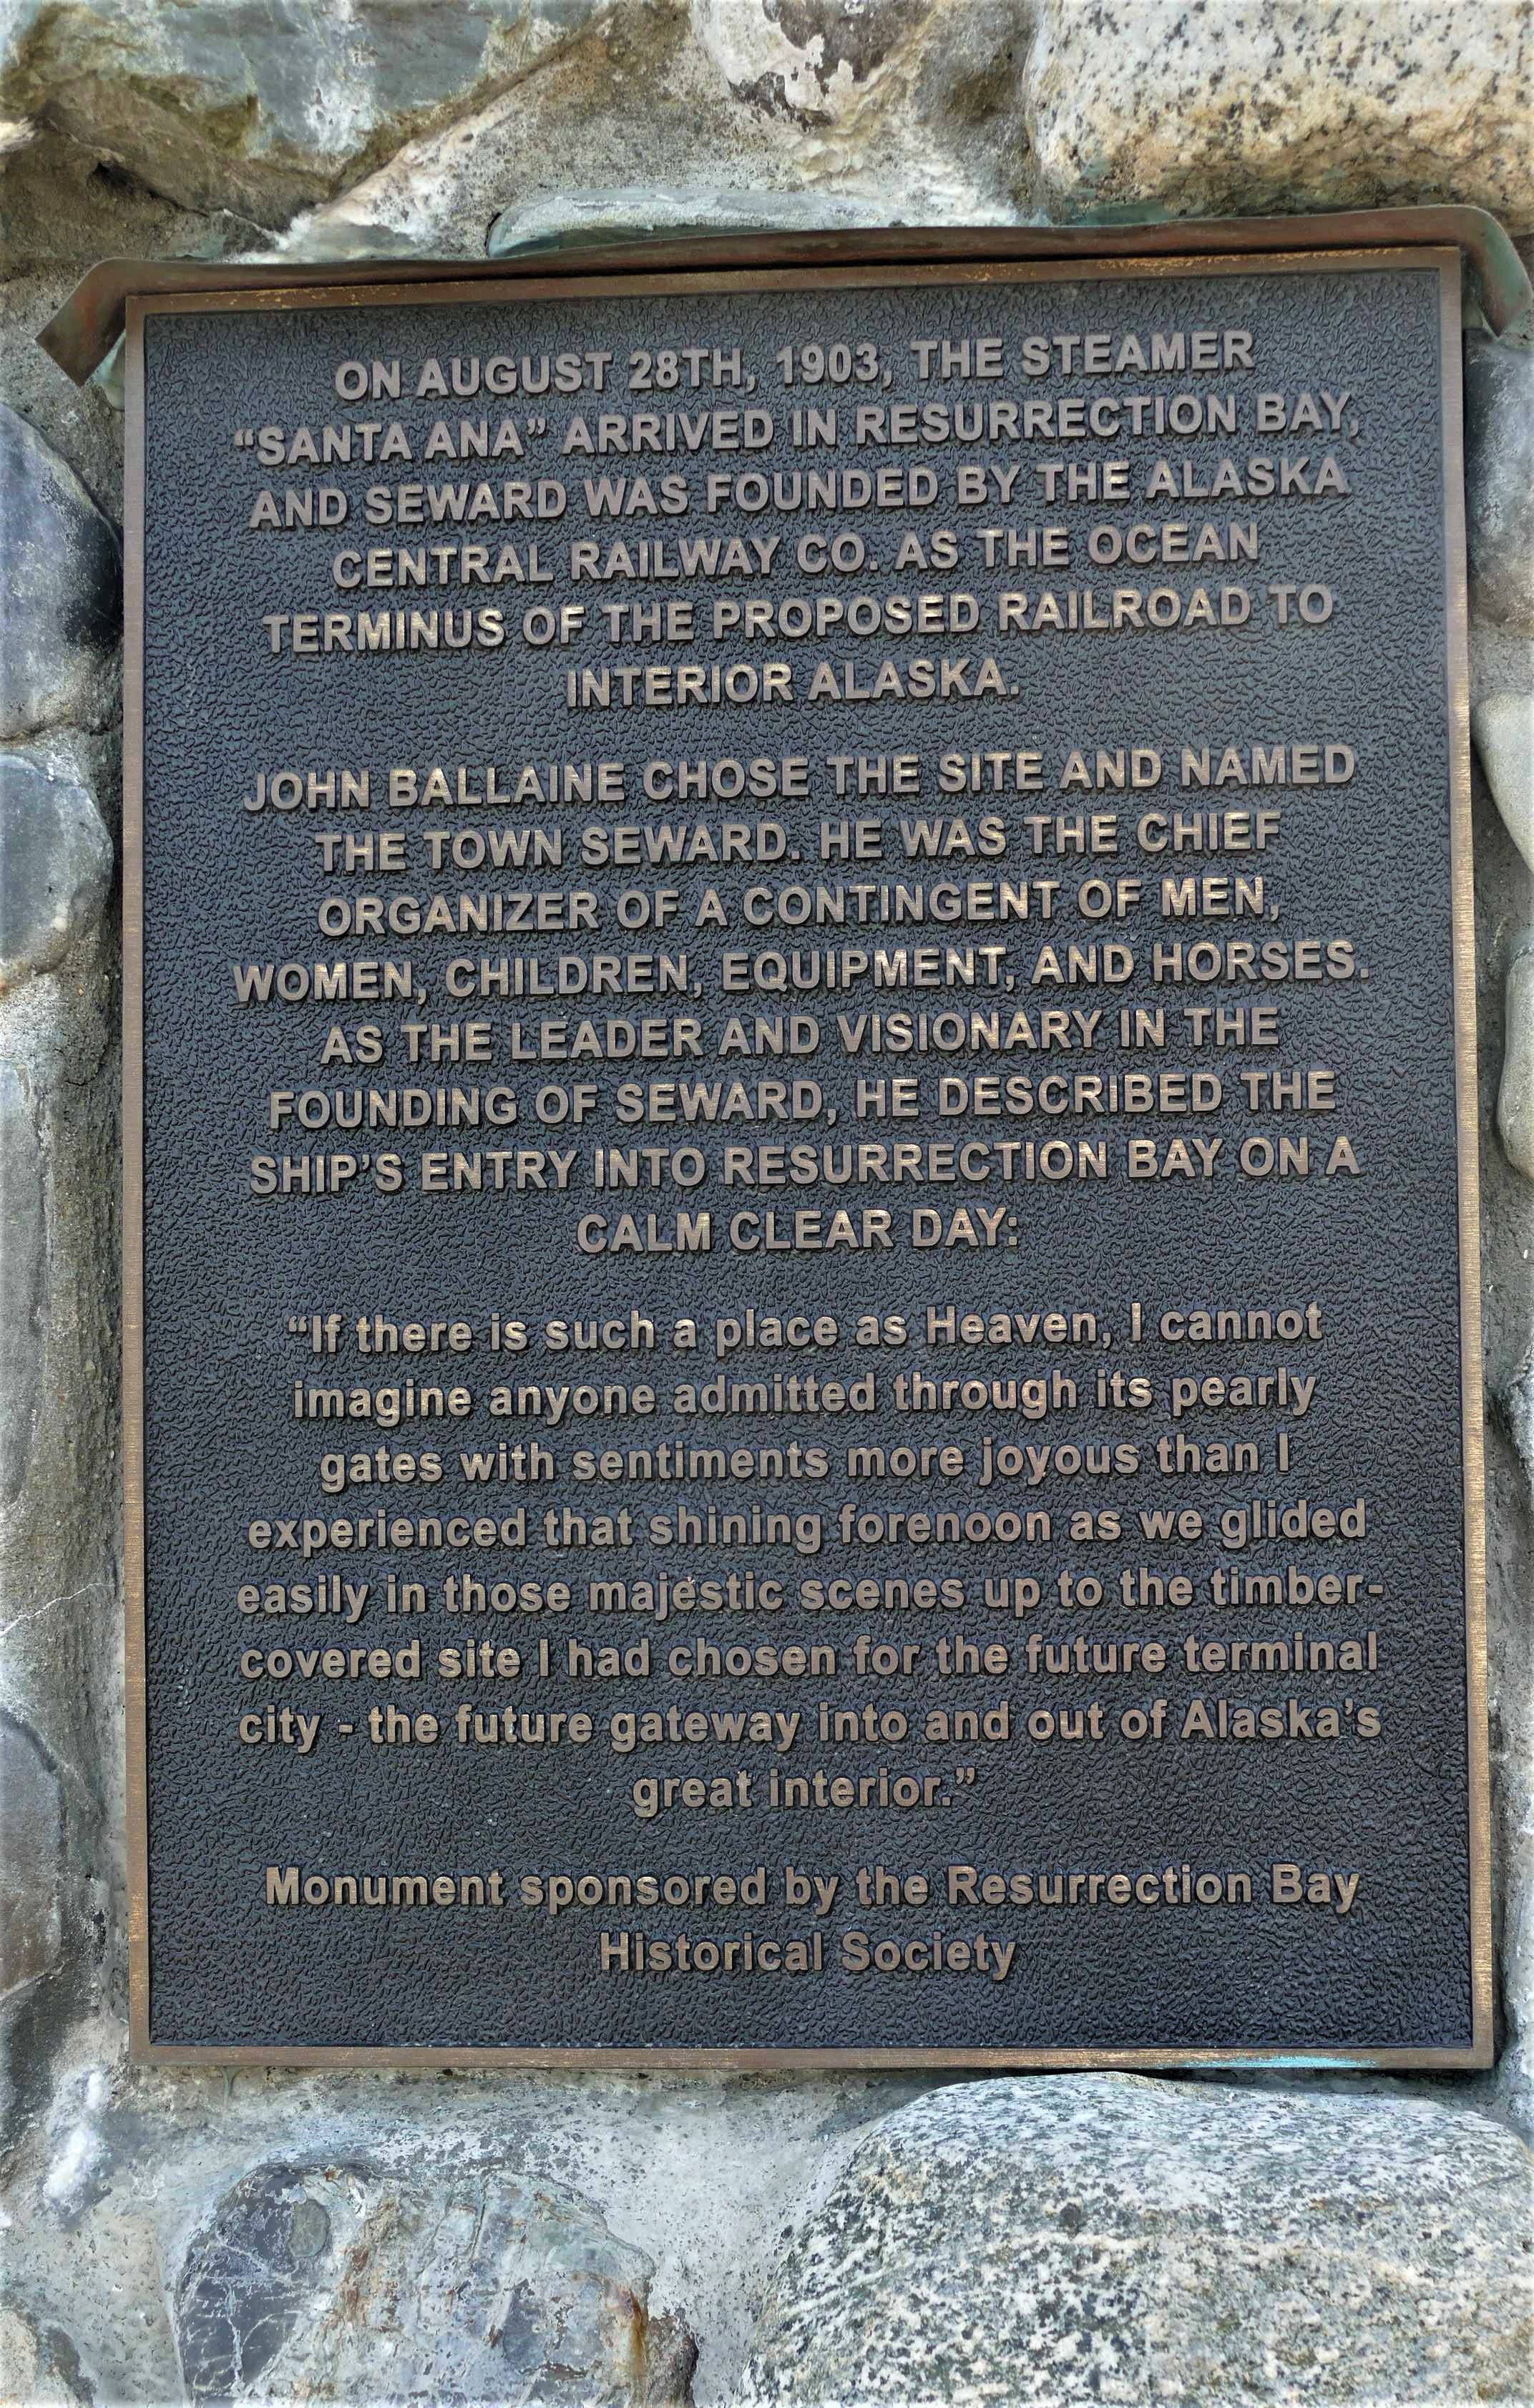 ON AUGUST 28TH, 1903, THE STEAMER
“SANTA ANA” ARRIVED IN RESURRECTION BAY,
AND SEWARD WAS FOUNDED BY THE ALASKA
CENTRAL RAILWAY CO. AS THE OCEAN
TERMINUS OF THE PROPOSED RAILROAD TO
INTERIOR ALASKA.
JOHN BALLAINE CHOSE THE SITE AND NAMED
THE TOWN SEWARD. HE WAS THE CHIEF
ORGANIZER OF A CONTINGENT OF MEN,
WOMEN, CHILDREN, EQUIPMENT, AND HORSES.
AS THE LEADER AND VISIONARY IN THE
FOUNDING OF SEWARD, HE DESCRIBED THE
SHIP’S ENTRY INTO RESURRECTION BAY ON A
CALM CLEAR DAY:
“If there is such a place as Heaven, I cannot
imagine anyone admitted through its pearly
gates with sentiments more joyous than I
experienced that shining forenoon as we glided
easily in those majestic scenes up to the timber-
covered site I had chosen for the future terminal
city - the future gateway into and out of Alaska’s
great interior.”
Monument sponsored by the Resurrection Bay
Historical Society